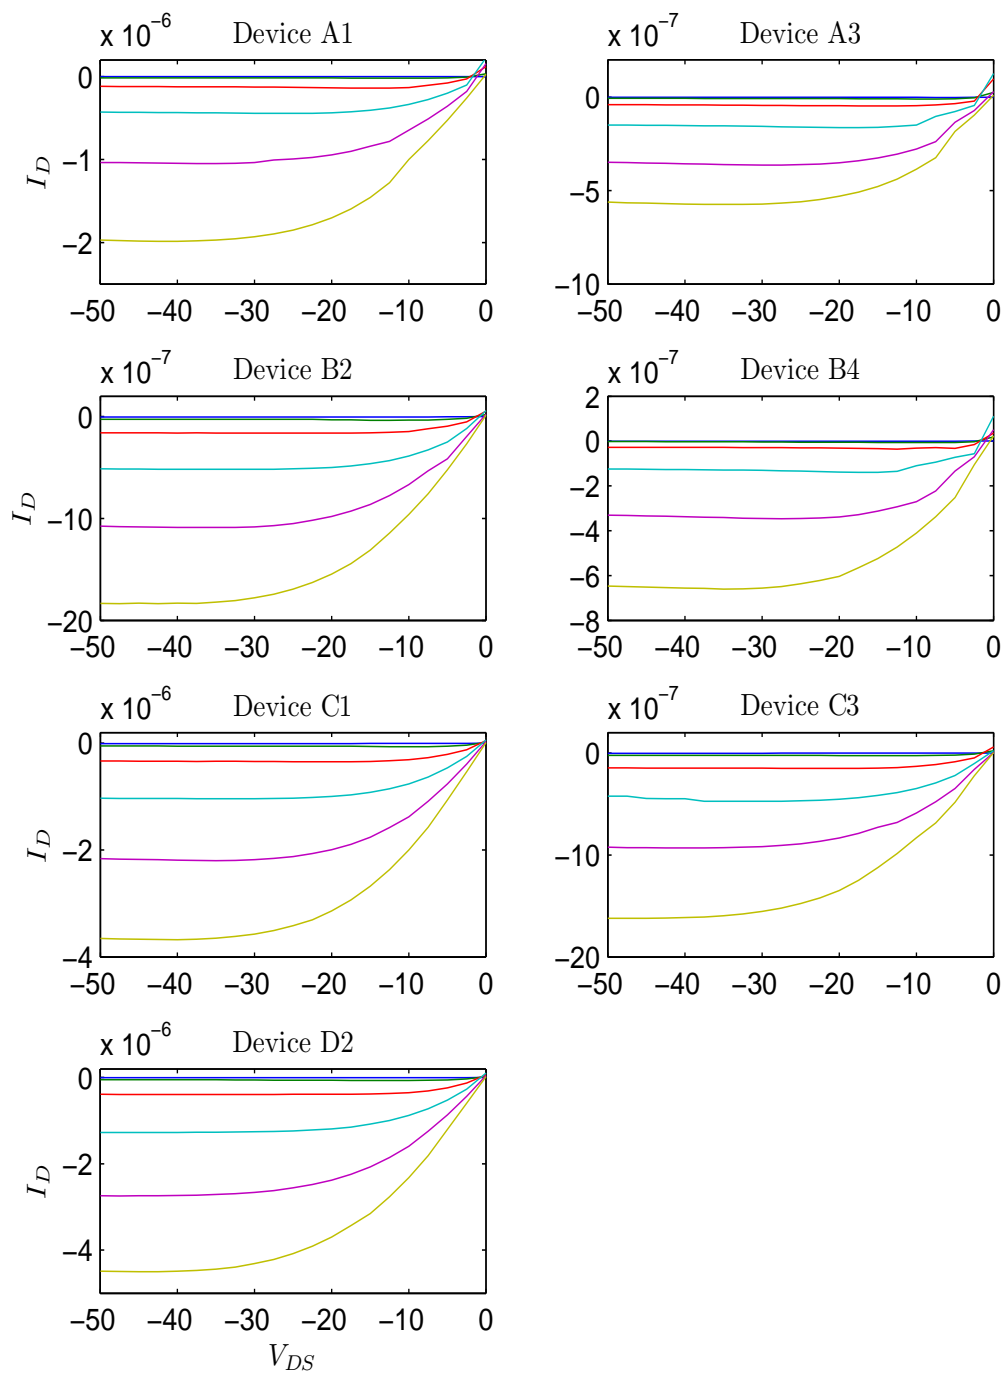 x 10⁻⁶ Device A1
0
−1
−2
I_D
−50 −40 −30 −20 −10 0
x 10⁻⁷ Device A3
0
−5
−10
−50 −40 −30 −20 −10 0
x 10⁻⁷ Device B2
0
−5
−10
−20
I_D
−50 −40 −30 −20 −10 0
x 10⁻⁷ Device B4
2
0
−2
−4
−6
−8
−50 −40 −30 −20 −10 0
x 10⁻⁶ Device C1
0
−2
−4
I_D
−50 −40 −30 −20 −10 0
x 10⁻⁷ Device C3
0
−10
−20
−50 −40 −30 −20 −10 0
x 10⁻⁶ Device D2
0
−2
−4
I_D
−50 −40 −30 −20 −10 0
V_DS